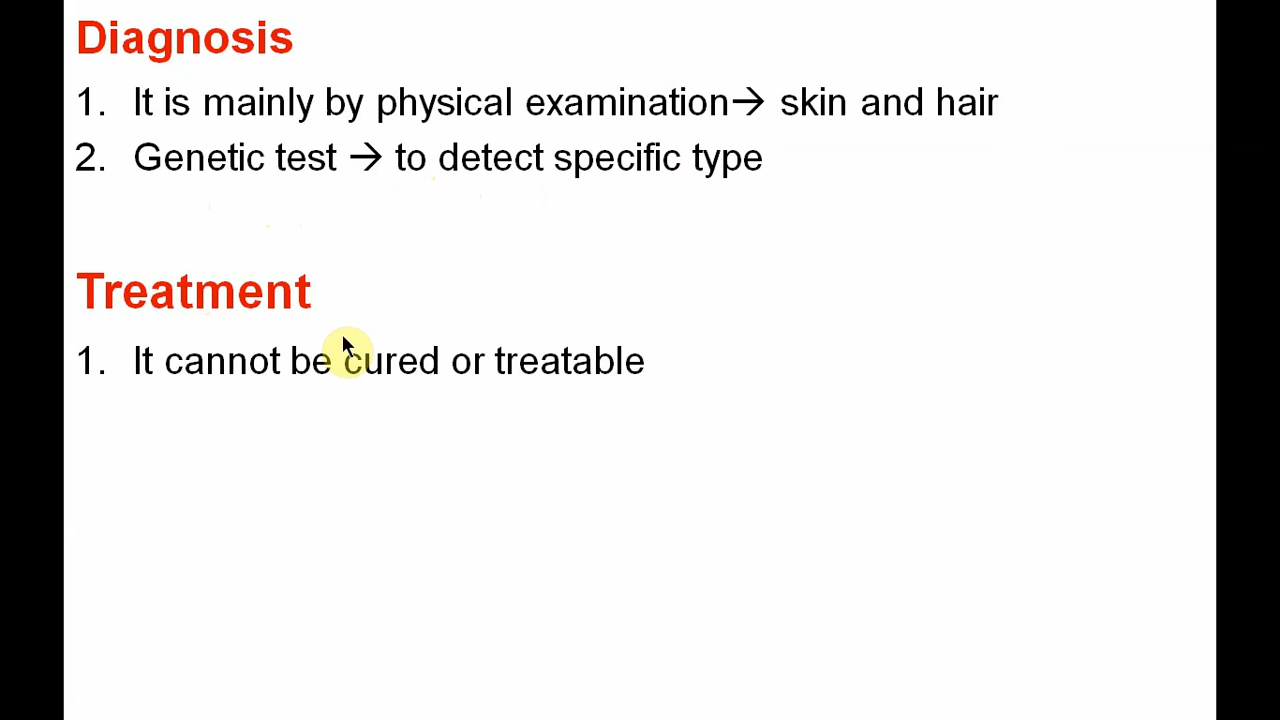 Diagnosis
1. It is mainly by physical examination→ skin and hair
2. Genetic test → to detect specific type
Treatment
1. It cannot be cured or treatable